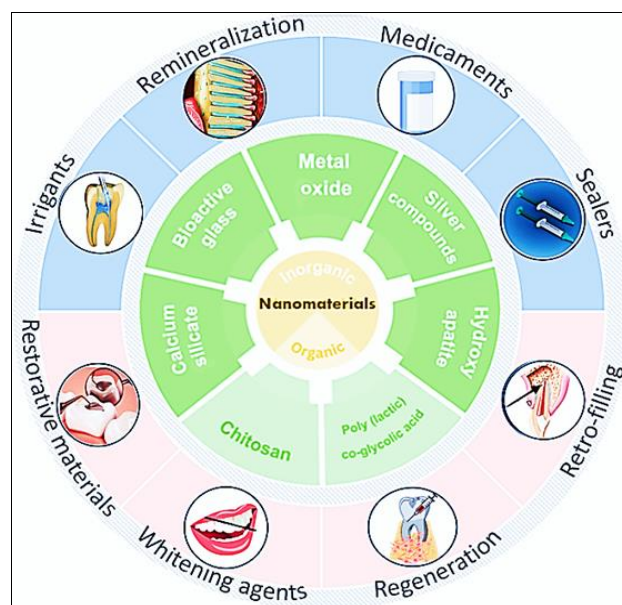 Remineralization
Medicaments
Irrigants
Sealers
Metal
oxide
Bioactive
glass
Silver
compounds
Inorganic
Nanomaterials
Organic
Calcium
silicate
Hydroxy
apatite
Chitosan
Poly (lactic)
co-glycolic acid
Restorative materials
Retro-filling
Whitening agents
Regeneration